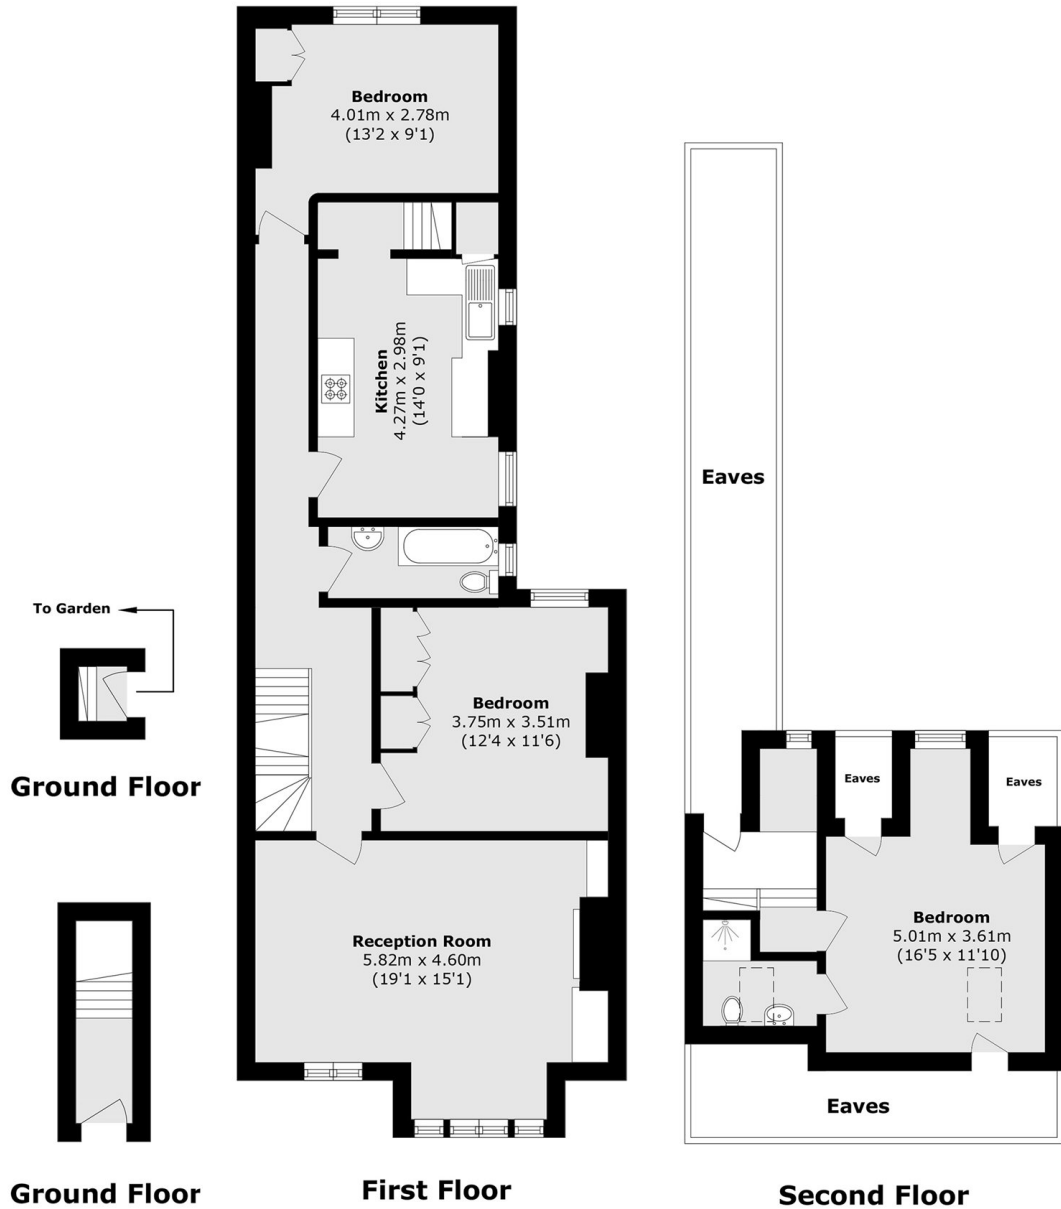 Bedroom
4.01m x 2.78m
(13'2 x 9'1)
Kitchen
4.27m x 2.98m
(14'0 x 9'1)
Eaves
To Garden
Ground Floor
Bedroom
3.75m x 3.51m
(12'4 x 11'6)
Eaves
Eaves
Bedroom
5.01m x 3.61m
(16'5 x 11'10)
Reception Room
5.82m x 4.60m
(19'1 x 15'1)
Eaves
Ground Floor
First Floor
Second Floor